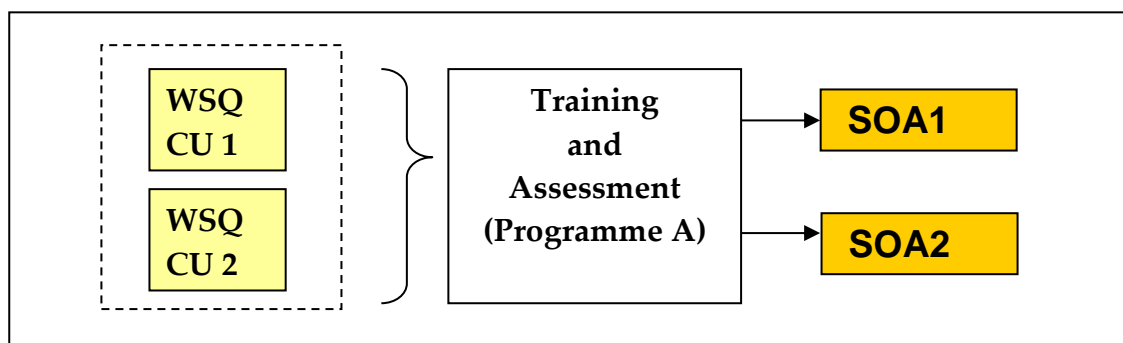 WSQ
CU 1
WSQ
CU 2
Training
and
Assessment
(Programme A)
SOA1
SOA2